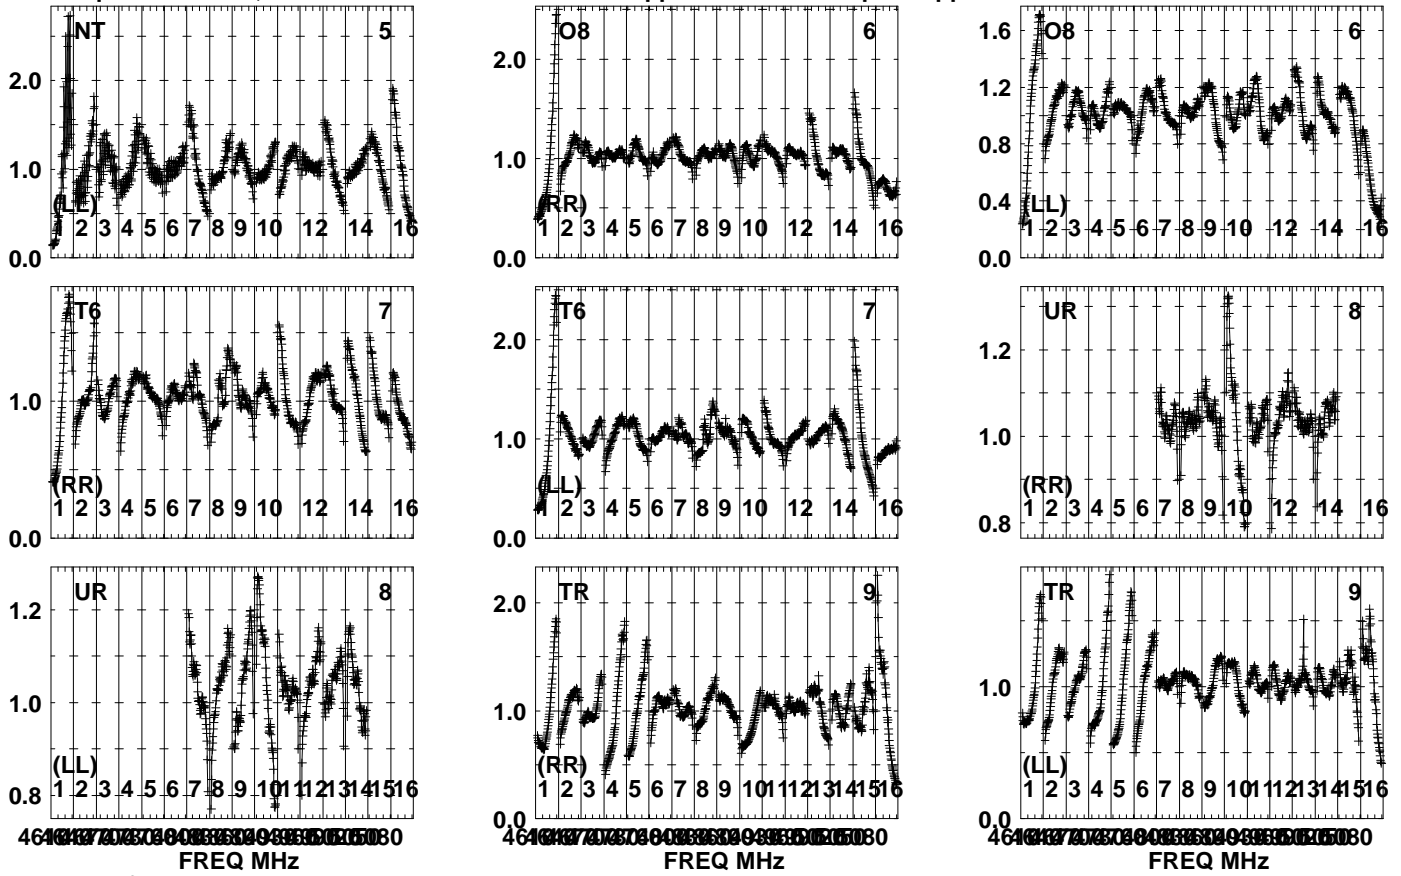 NT 5
2.0
1.0
(LL)
1 2 3 4 5 6 7 8 9 10 12 14 16
0.0
O8 6
2.0
1.0
(RR)
1 2 3 4 5 6 7 8 9 10 12 14 16
0.0
O8 6
1.6
1.2
0.8
0.4
(LL)
1 2 3 4 5 6 7 8 9 10 12 14 16
0.0
T6 7
1.0
(RR)
1 2 3 4 5 6 7 8 9 10 12 14 16
0.0
T6 7
2.0
1.0
(LL)
1 2 3 4 5 6 7 8 9 10 12 14 16
0.0
UR 8
1.2
1.0
(RR)
1 2 3 4 5 6 7 8 9 10 12 14 16
0.8
UR 8
1.2
1.0
(LL)
1 2 3 4 5 6 7 8 9 10 11 12 13 14 15 16
0.8
FREQ MHz
TR 9
2.0
1.0
(RR)
1 2 3 4 5 6 7 8 9 10 11 12 13 14 15 16
0.0
FREQ MHz
TR 9
1.0
(LL)
1 2 3 4 5 6 7 8 9 10 11 12 13 14 15 16
0.0
FREQ MHz